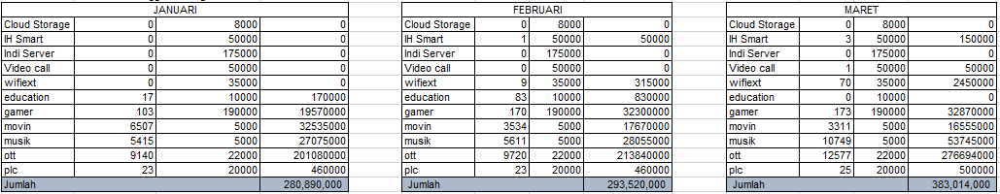 JANUARI FEBRUARI MARET
Cloud Storage 0 8000 0 Cloud Storage 0 8000 0 Cloud Storage 0 8000 0
IH Smart 0 50000 0 IH Smart 1 50000 50000 IH Smart 3 50000 150000
Indi Server 0 175000 0 Indi Server 0 175000 0 Indi Server 0 175000 0
Video call 0 50000 0 Video call 0 50000 0 Video call 1 50000 50000
wifiext 0 35000 0 wifiext 9 35000 315000 wifiext 70 35000 2450000
education 17 10000 170000 education 83 10000 830000 education 0 10000 0
gamer 103 190000 19570000 gamer 170 190000 32300000 gamer 173 190000 32870000
movin 6507 5000 32535000 movin 3534 5000 17670000 movin 3311 5000 16555000
musik 5415 5000 27075000 musik 5611 5000 28055000 musik 10749 5000 53745000
ott 9140 22000 201080000 ott 9720 22000 213840000 ott 12577 22000 276694000
plc 23 20000 460000 plc 23 20000 460000 plc 25 20000 500000
Jumlah 280,890,000 Jumlah 293,520,000 Jumlah 383,014,000